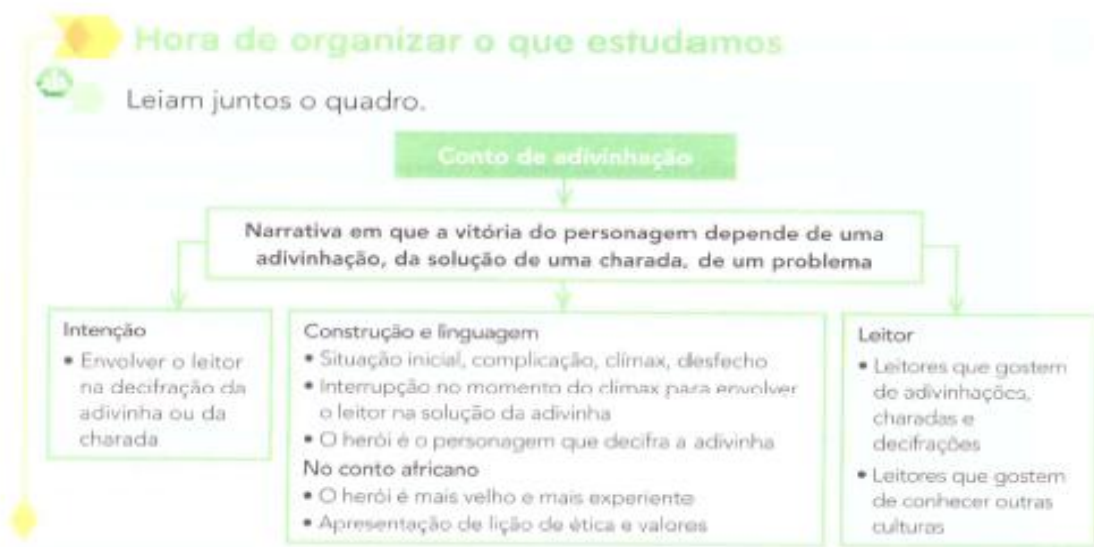 Hora de organizar o que estudamos
Leiam juntos o quadro.
Conto de adivinhação
Narrativa em que a vitória do personagem depende de uma
adivinhação, da solução de uma charada, de um problema
Intenção
• Envolver o leitor
na decifração da
adivinha ou da
charada
Construção e linguagem
• Situação inicial, complicação, clímax, desfecho
• Interrupção no momento do clímax para envolver
o leitor na solução da adivinha
• O herói é o personagem que decifra a adivinha
No conto africano
• O herói é mais velho e mais experiente
• Apresentação de lição de ética e valores
Leitor
• Leitores que gostem
de adivinhações,
charadas e
decifrações
• Leitores que gostem
de conhecer outras
culturas